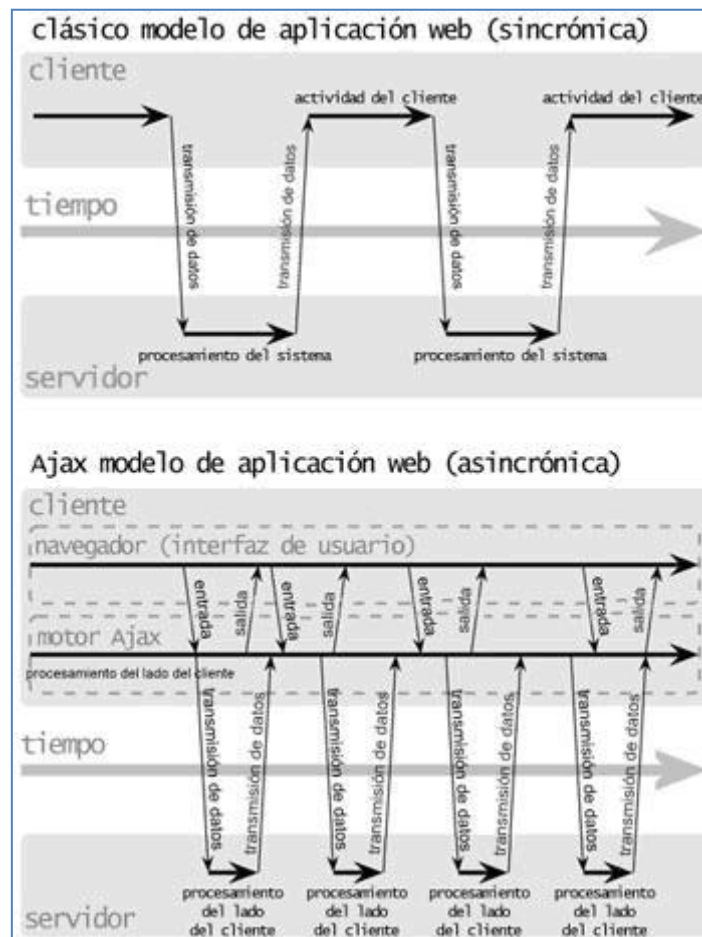 clásico modelo de aplicación web (sincrónica)
cliente
actividad del cliente
actividad del cliente
transmisión de datos
transmisión de datos
transmisión de datos
transmisión de datos
tiempo
procesamiento del sistema
procesamiento del sistema
servidor
Ajax modelo de aplicación web (asincrónica)
cliente
navegador (interfaz de usuario)
entrada
salida
entrada
salida
entrada
salida
entrada
salida
motor Ajax
procesamiento del lado del cliente
transmisión de datos
transmisión de datos
transmisión de datos
transmisión de datos
transmisión de datos
transmisión de datos
transmisión de datos
transmisión de datos
tiempo
procesamiento
del lado
del cliente
procesamiento
del lado
del cliente
procesamiento
del lado
del cliente
procesamiento
del lado
del cliente
servidor